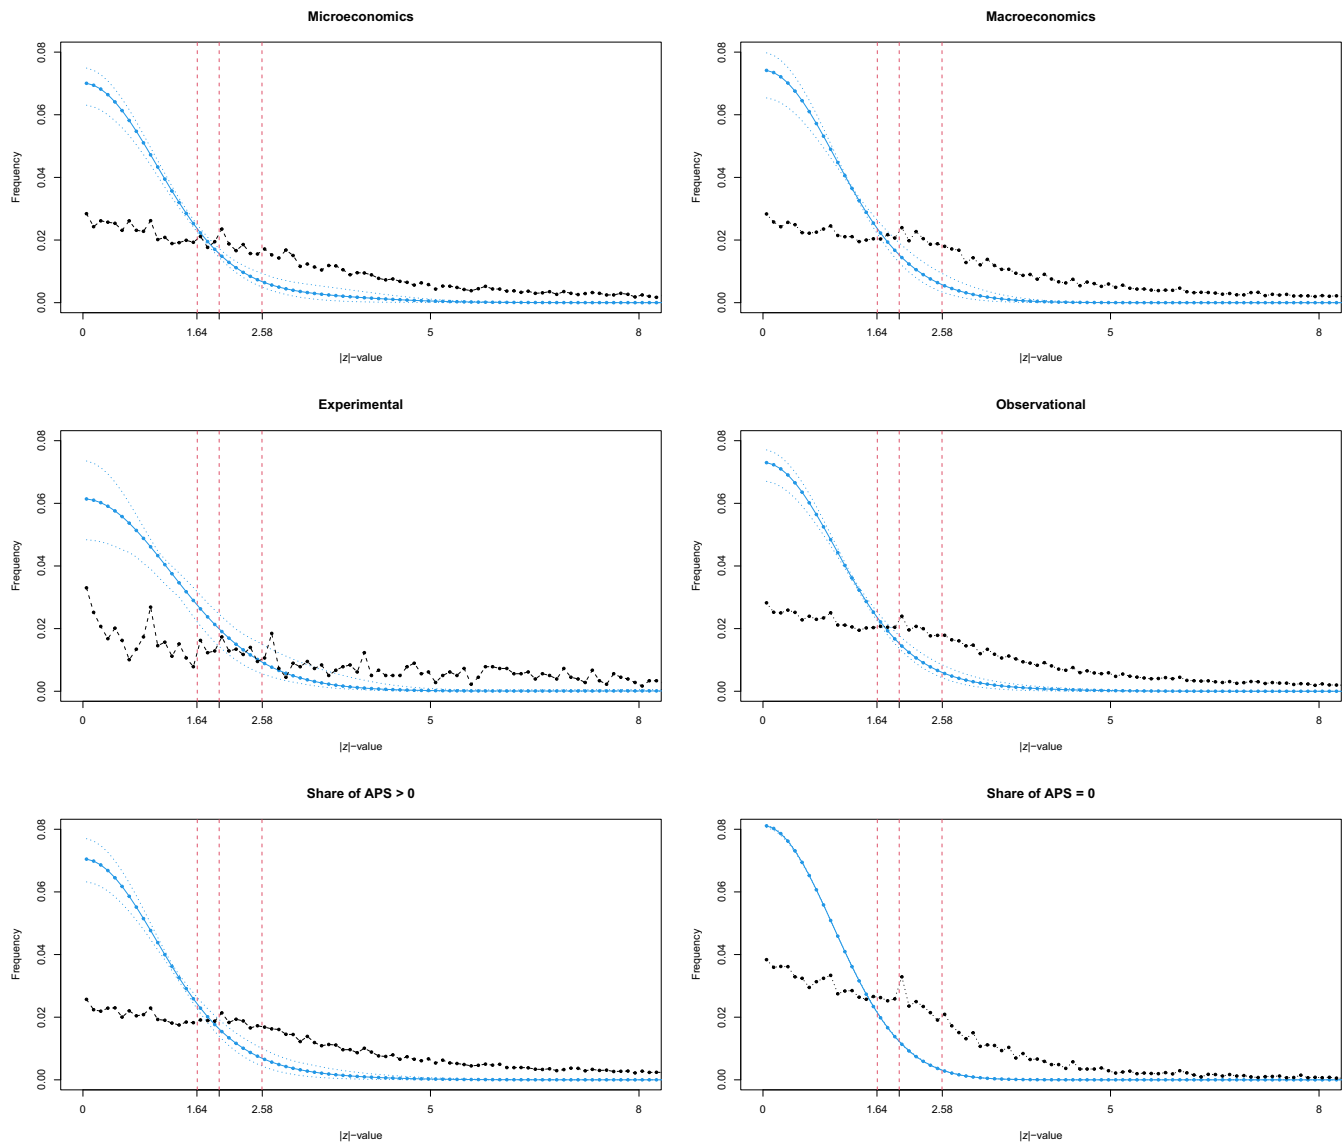 Microeconomics
Frequency
0.08
0.06
0.04
0.02
0.00
0 1.64 2.58 5 8
|z|−value
Macroeconomics
Frequency
0.08
0.06
0.04
0.02
0.00
0 1.64 2.58 5 8
|z|−value
Experimental
Frequency
0.08
0.06
0.04
0.02
0.00
0 1.64 2.58 5 8
|z|−value
Observational
Frequency
0.08
0.06
0.04
0.02
0.00
0 1.64 2.58 5 8
|z|−value
Share of APS > 0
Frequency
0.08
0.06
0.04
0.02
0.00
0 1.64 2.58 5 8
|z|−value
Share of APS = 0
Frequency
0.08
0.06
0.04
0.02
0.00
0 1.64 2.58 5 8
|z|−value